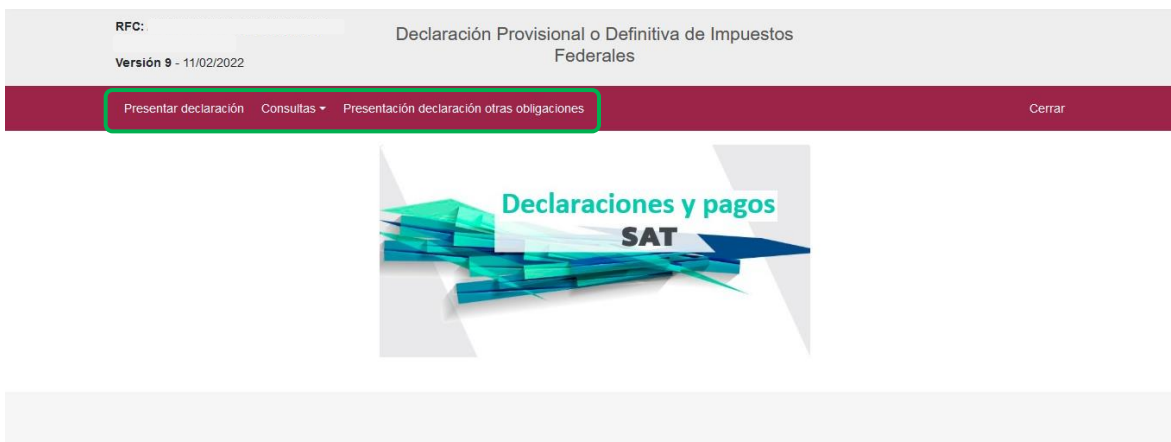 RFC:
Declaración Provisional o Definitiva de Impuestos
Federales
Versión 9 - 11/02/2022
Presentar declaración Consultas Presentación declaración otras obligaciones Cerrar
Declaraciones y pagos
SAT